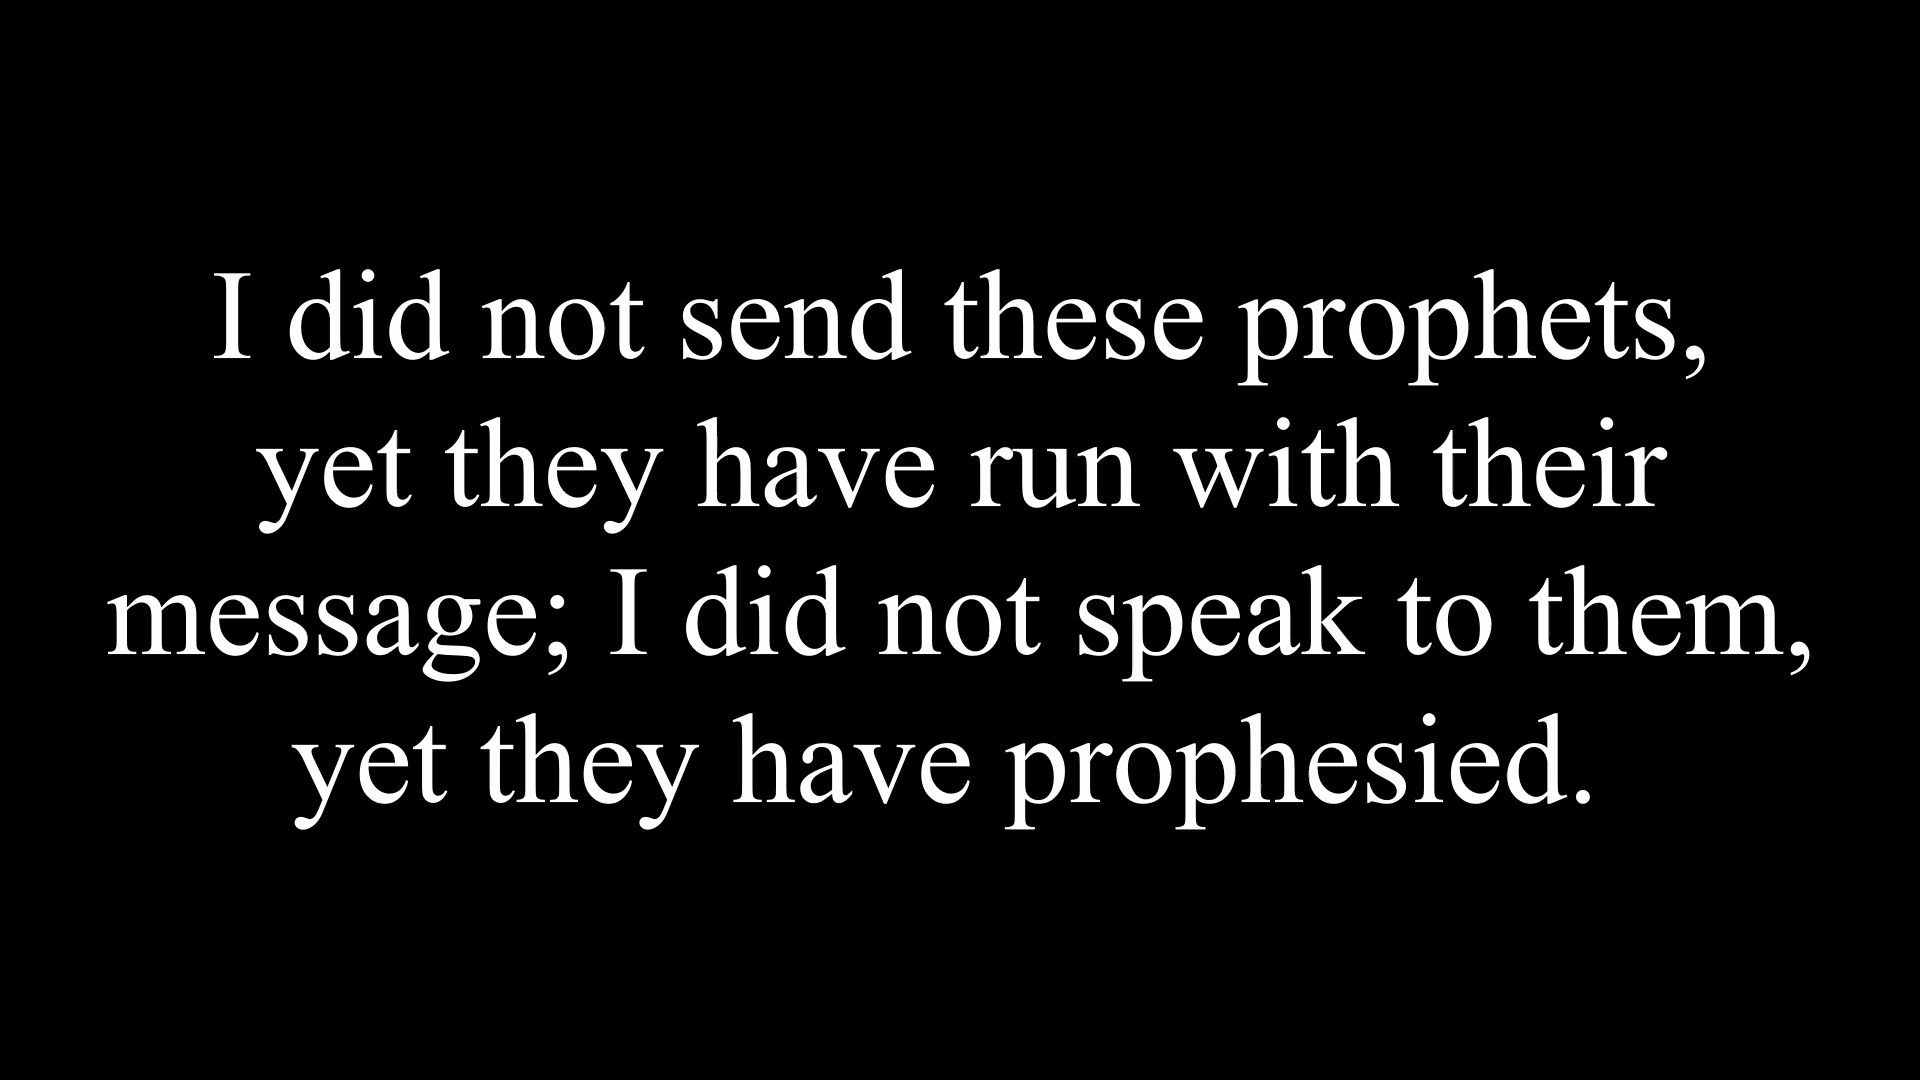 I did not send these prophets,
yet they have run with their
message; I did not speak to them,
yet they have prophesied.